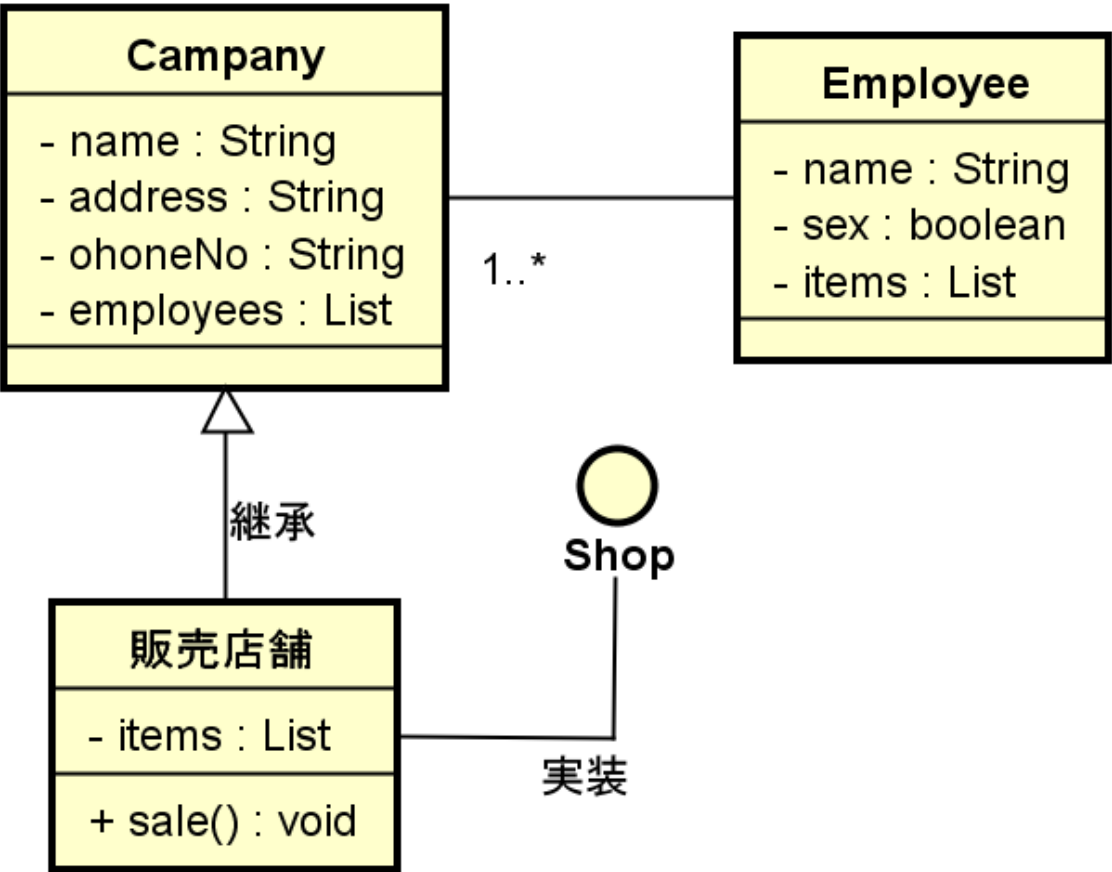 Campany
- name : String
- address : String
- ohoneNo : String
- employees : List
1..*
Employee
- name : String
- sex : boolean
- items : List
継承
Shop
実装
販売店舗
- items : List
+ sale() : void